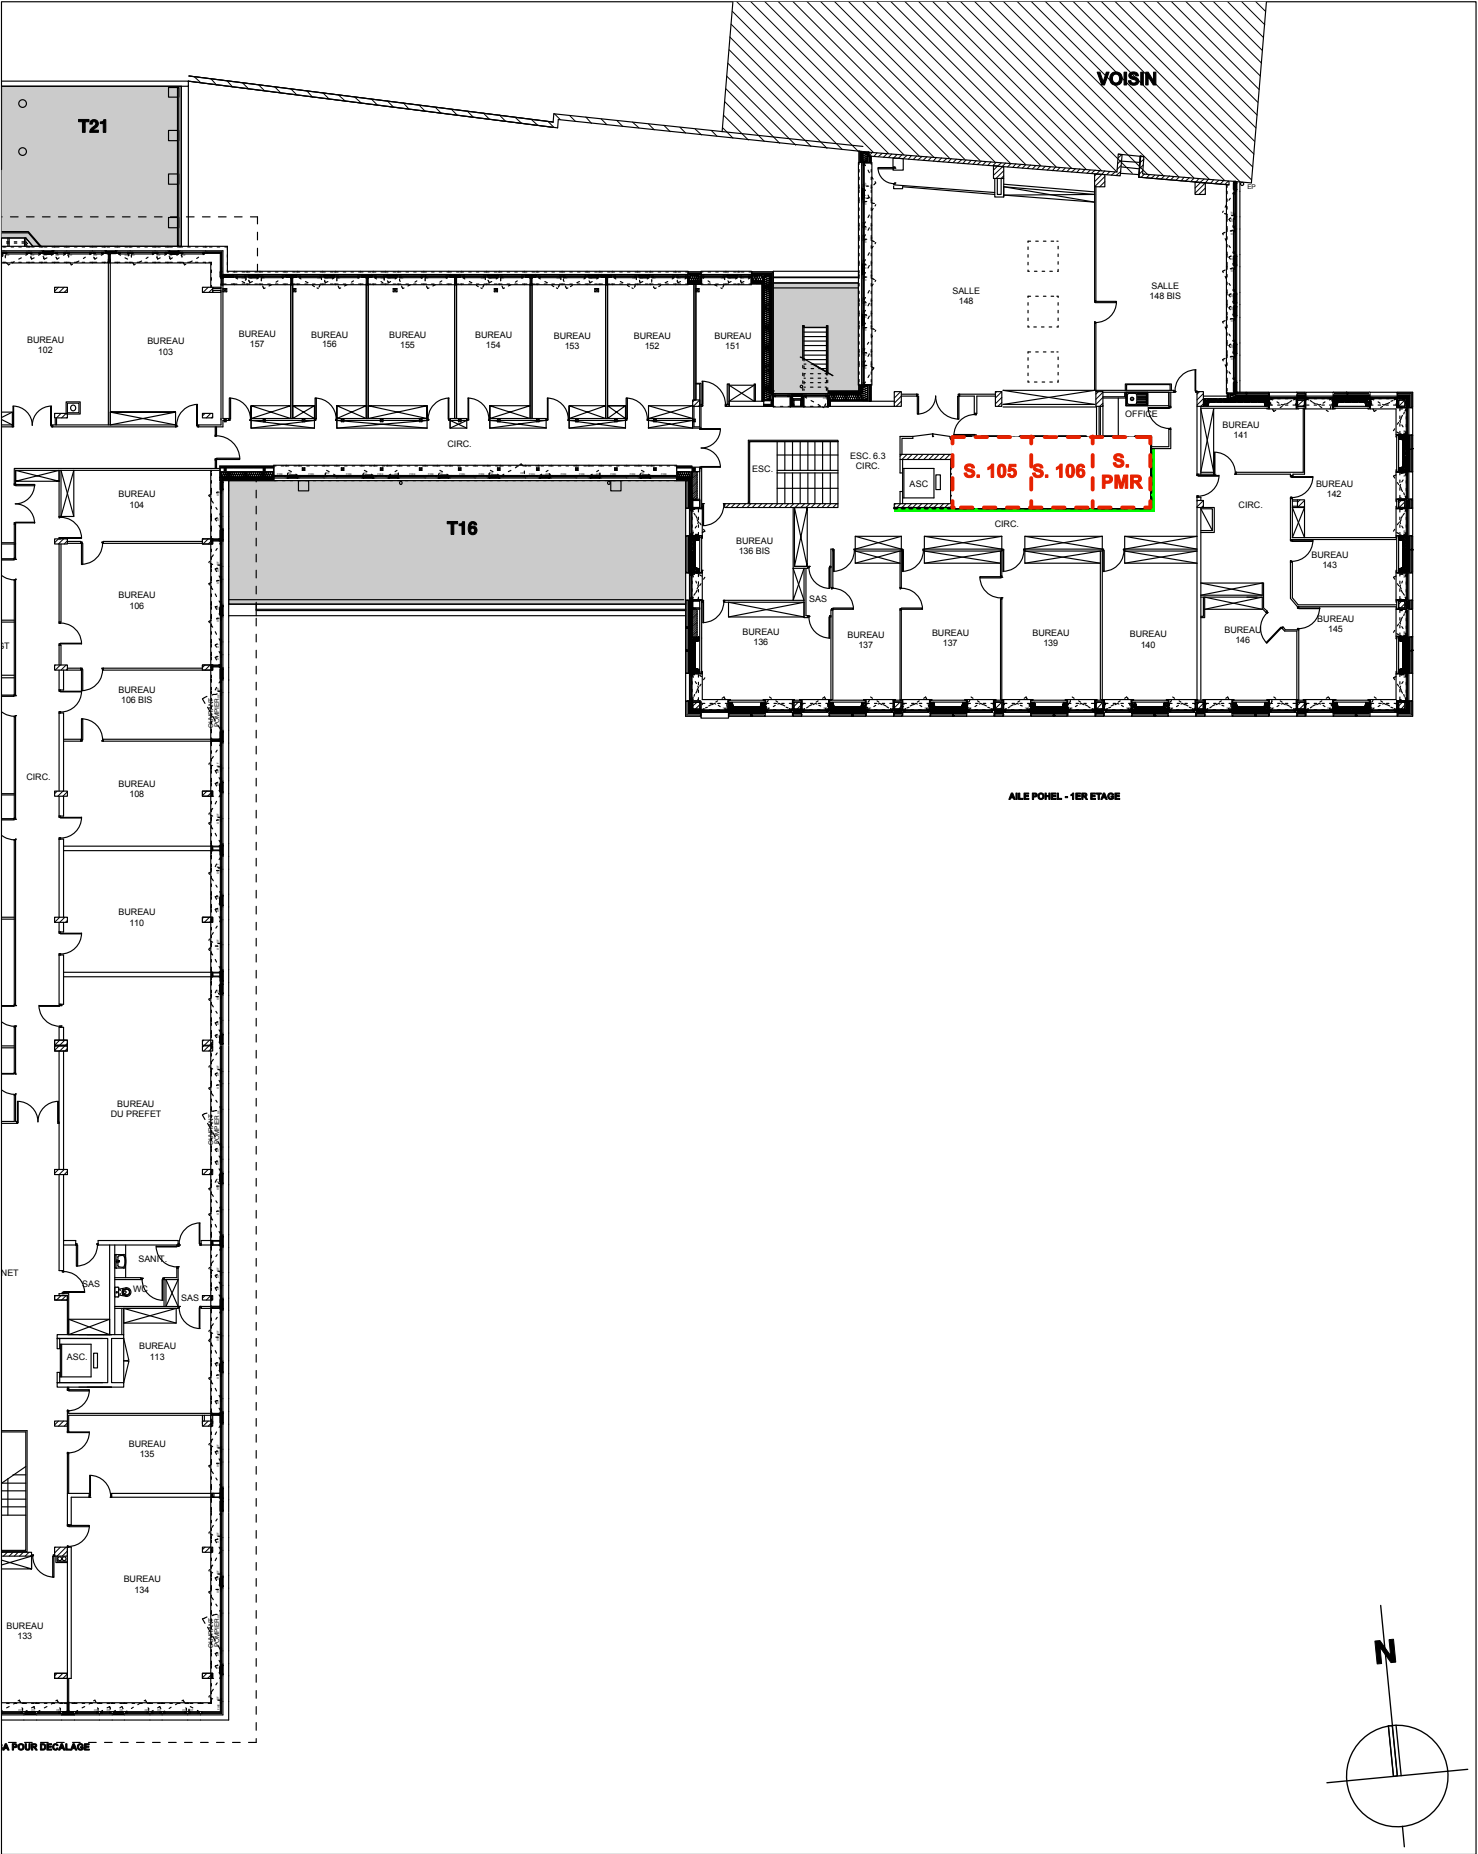 VOISIN
T21
EP
SALLE
148
SALLE
148 BIS
BUREAU
102
BUREAU
103
BUREAU
157
BUREAU
156
BUREAU
155
BUREAU
154
BUREAU
153
BUREAU
152
BUREAU
151
OFFICE
BUREAU
141
CIRC.
ESC.
ESC. 6.3
CIRC.
ASC
S. 105
S. 106
S.
PMR
BUREAU
142
CIRC.
BUREAU
104
T16
CIRC.
BUREAU
136 BIS
BUREAU
143
BUREAU
106
SAS
BUREAU
136
BUREAU
137
BUREAU
137
BUREAU
139
BUREAU
140
BUREAU
146
BUREAU
145
ST
BUREAU
106 BIS
CIRC.
BUREAU
108
AILE POHEL - 1ER ETAGE
BUREAU
110
BUREAU
DU PREFET
SANIT.
NET
SAS
WC
SAS
BUREAU
113
ASC.
BUREAU
135
BUREAU
134
BUREAU
133
N
A POUR DECALAGE